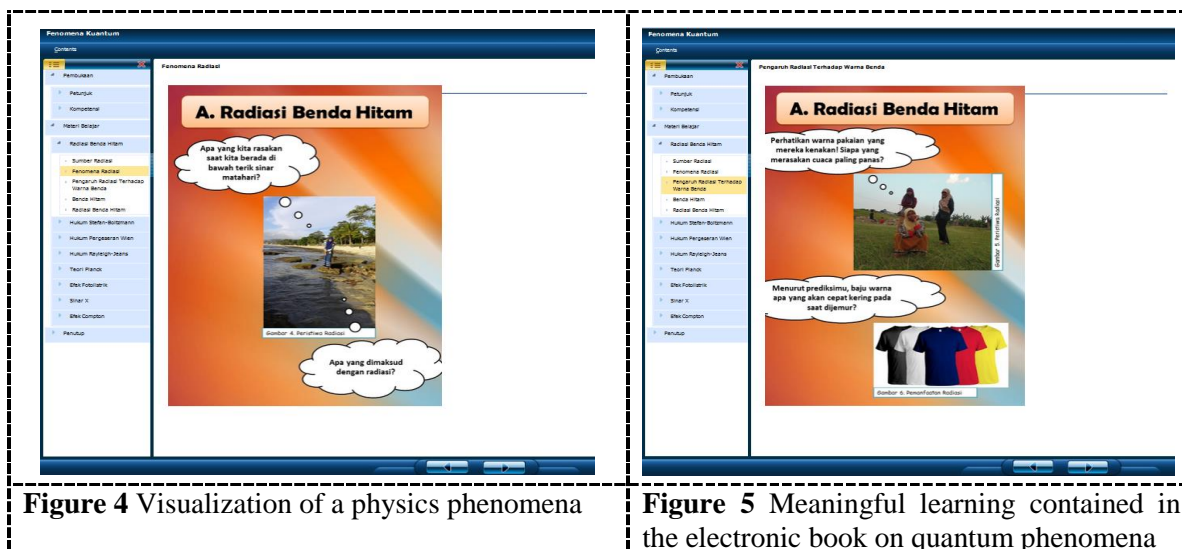 Fenomena Kuantum
Contents
Pembukaan
Petunjuk
Kompetensi
Materi Belajar
Radiasi Benda Hitam
Sumber Radiasi
Fenomena Radiasi
Pengaruh Radiasi Terhadap
Warna Benda
Benda Hitam
Radiasi Benda Hitam
Hukum Stefan-Boltzmann
Hukum Pergeseran Wien
Hukum Rayleigh-Jeans
Teori Planck
Efek Fotolistrik
Sinar X
Efek Compton
Penutup
Fenomena Radiasi
A. Radiasi Benda Hitam
Apa yang kita rasakan
saat kita berada di
bawah terik sinar
matahari?
Gambar 4. Peristiwa Radiasi
Apa yang dimaksud
dengan radiasi?
Figure 4 Visualization of a physics phenomena
Fenomena Kuantum
Contents
Pembukaan
Petunjuk
Kompetensi
Materi Belajar
Radiasi Benda Hitam
Sumber Radiasi
Fenomena Radiasi
Pengaruh Radiasi Terhadap
Warna Benda
Benda Hitam
Radiasi Benda Hitam
Hukum Stefan-Boltzmann
Hukum Pergeseran Wien
Hukum Rayleigh-Jeans
Teori Planck
Efek Fotolistrik
Sinar X
Efek Compton
Penutup
Pengaruh Radiasi Terhadap Warna Benda
A. Radiasi Benda Hitam
Perhatikan warna pakaian yang
mereka kenakan! Siapa yang
merasakan cuaca paling panas?
Gambar 5. Peristiwa Radiasi
Menurut prediksimu, baju warna
apa yang akan cepat kering pada
saat dijemur?
Gambar 6. Pemanfaatan Radiasi
Figure 5 Meaningful learning contained in
the electronic book on quantum phenomena